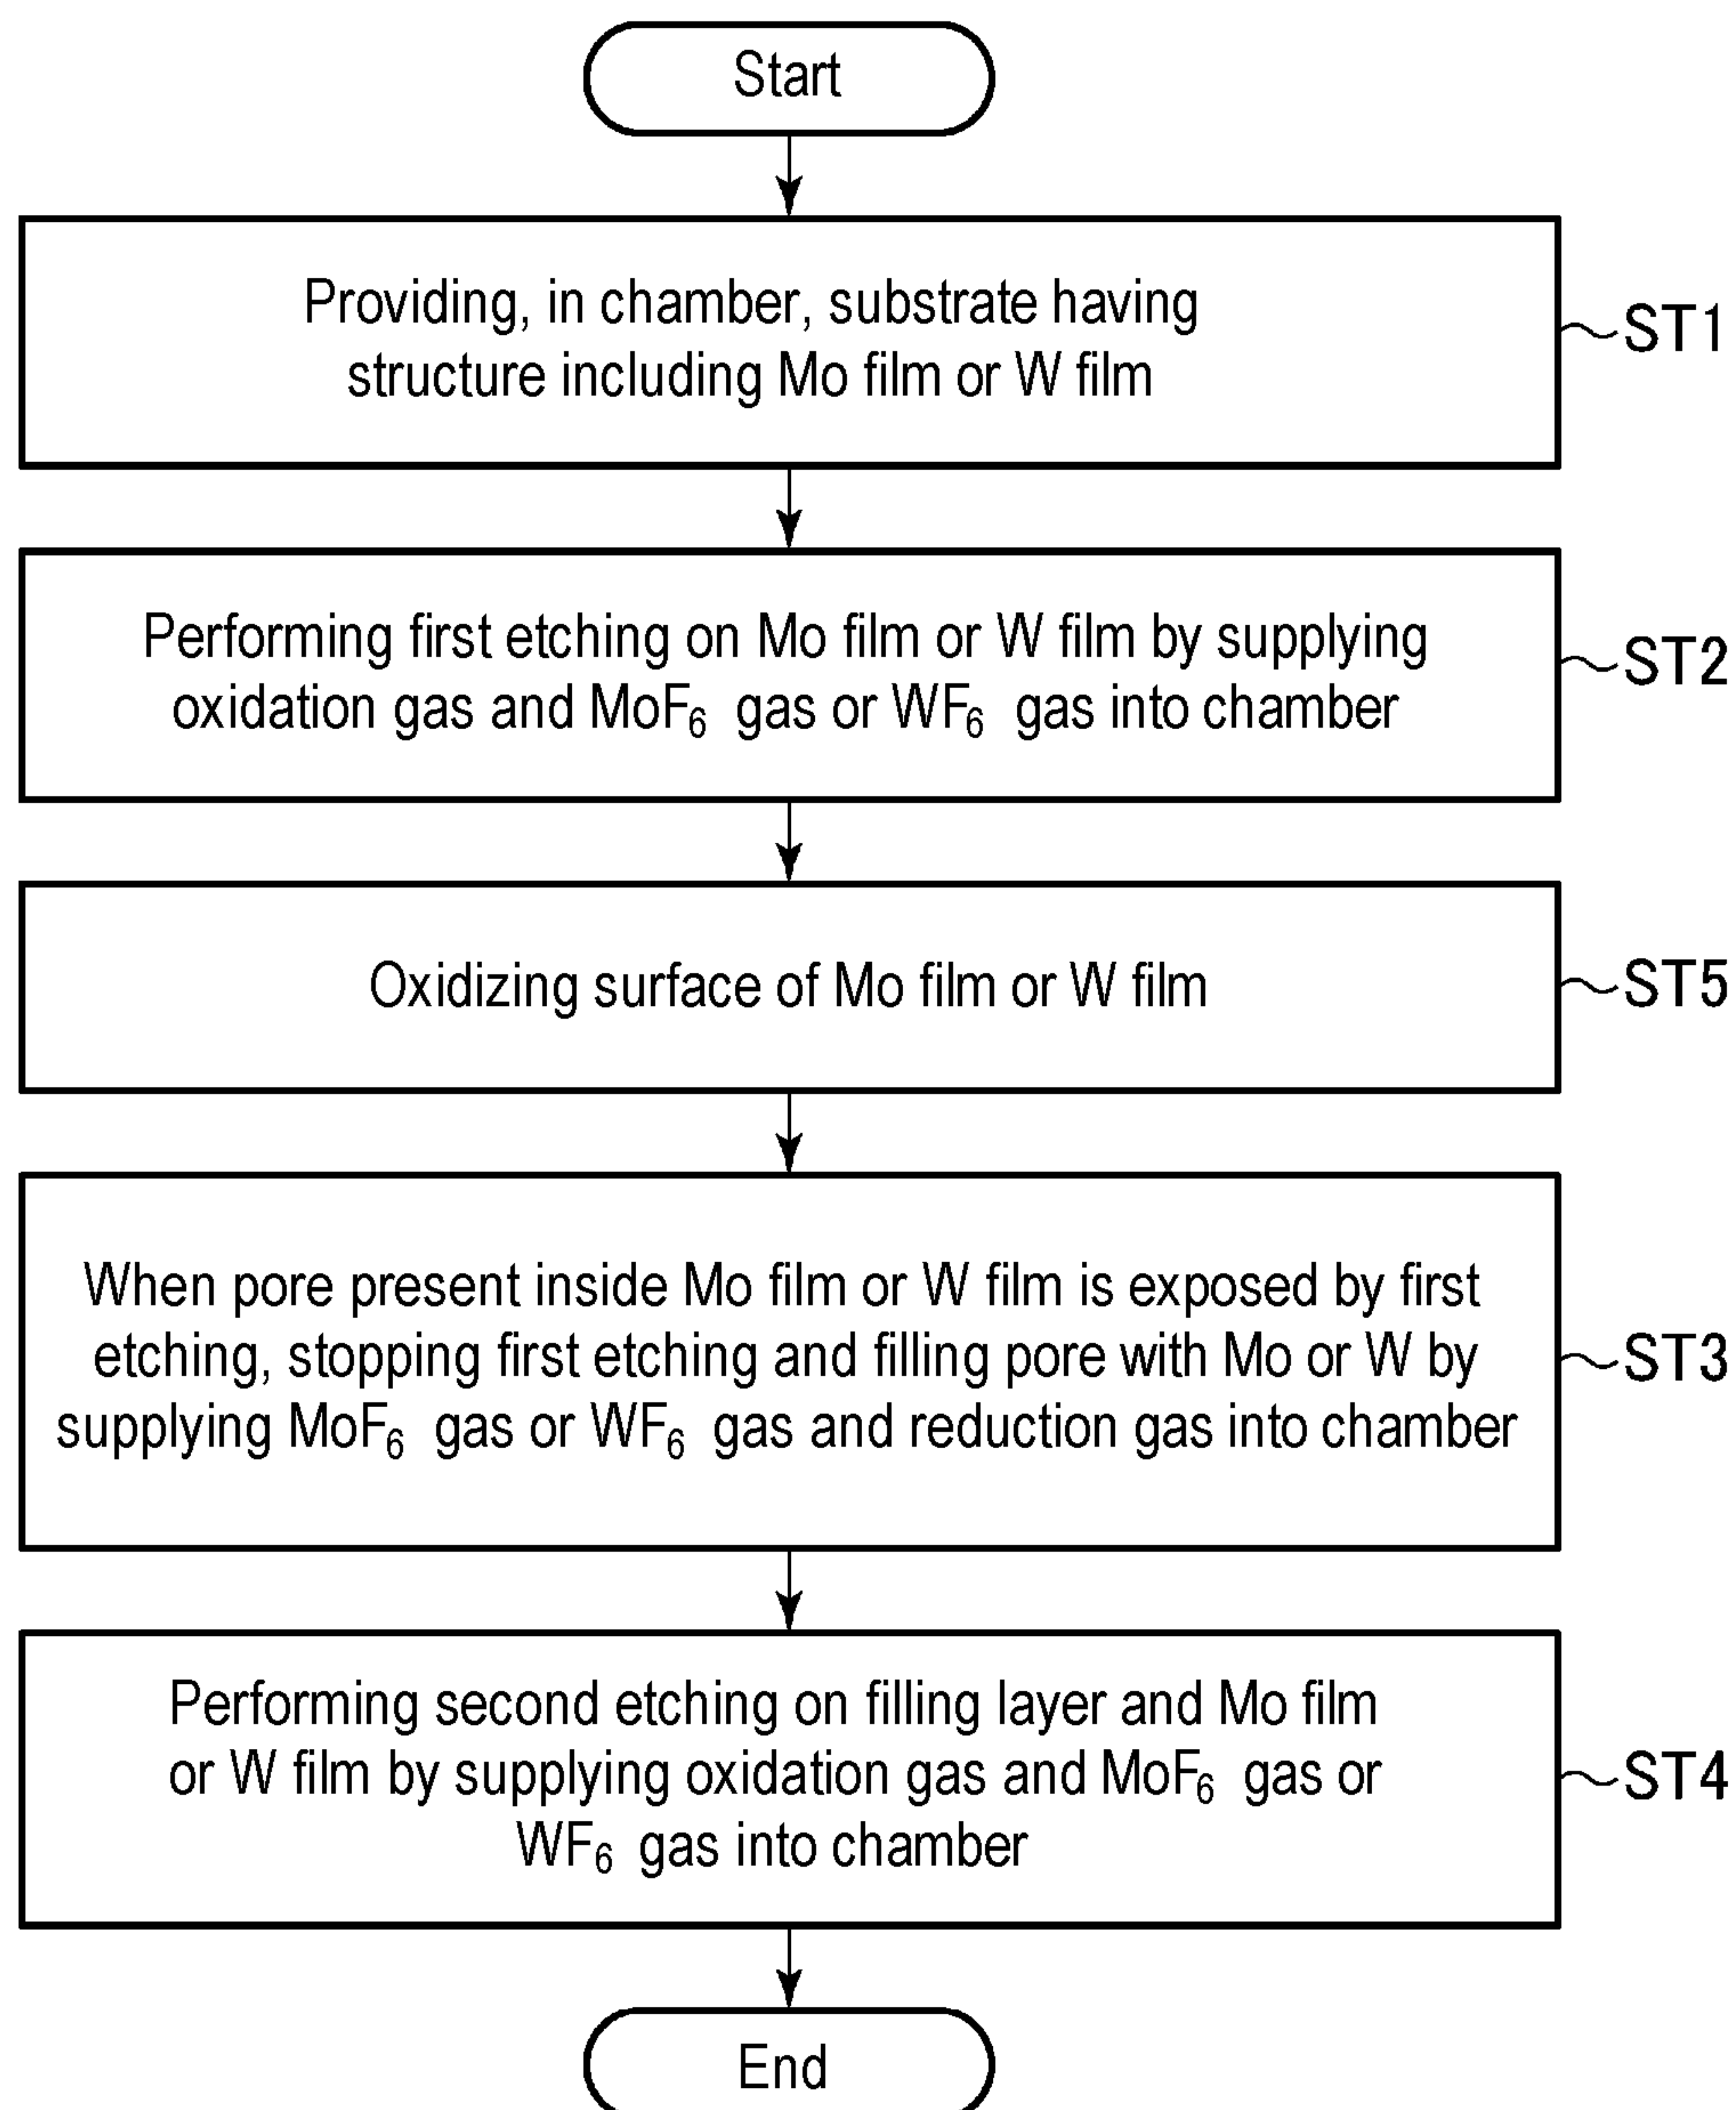 Start
Providing, in chamber, substrate having
structure including Mo film or W film
ST1
Performing first etching on Mo film or W film by supplying
oxidation gas and MoF₆ gas or WF₆ gas into chamber
ST2
Oxidizing surface of Mo film or W film
ST5
When pore present inside Mo film or W film is exposed by first
etching, stopping first etching and filling pore with Mo or W by
supplying MoF₆ gas or WF₆ gas and reduction gas into chamber
ST3
Performing second etching on filling layer and Mo film
or W film by supplying oxidation gas and MoF₆ gas or
WF₆ gas into chamber
ST4
End